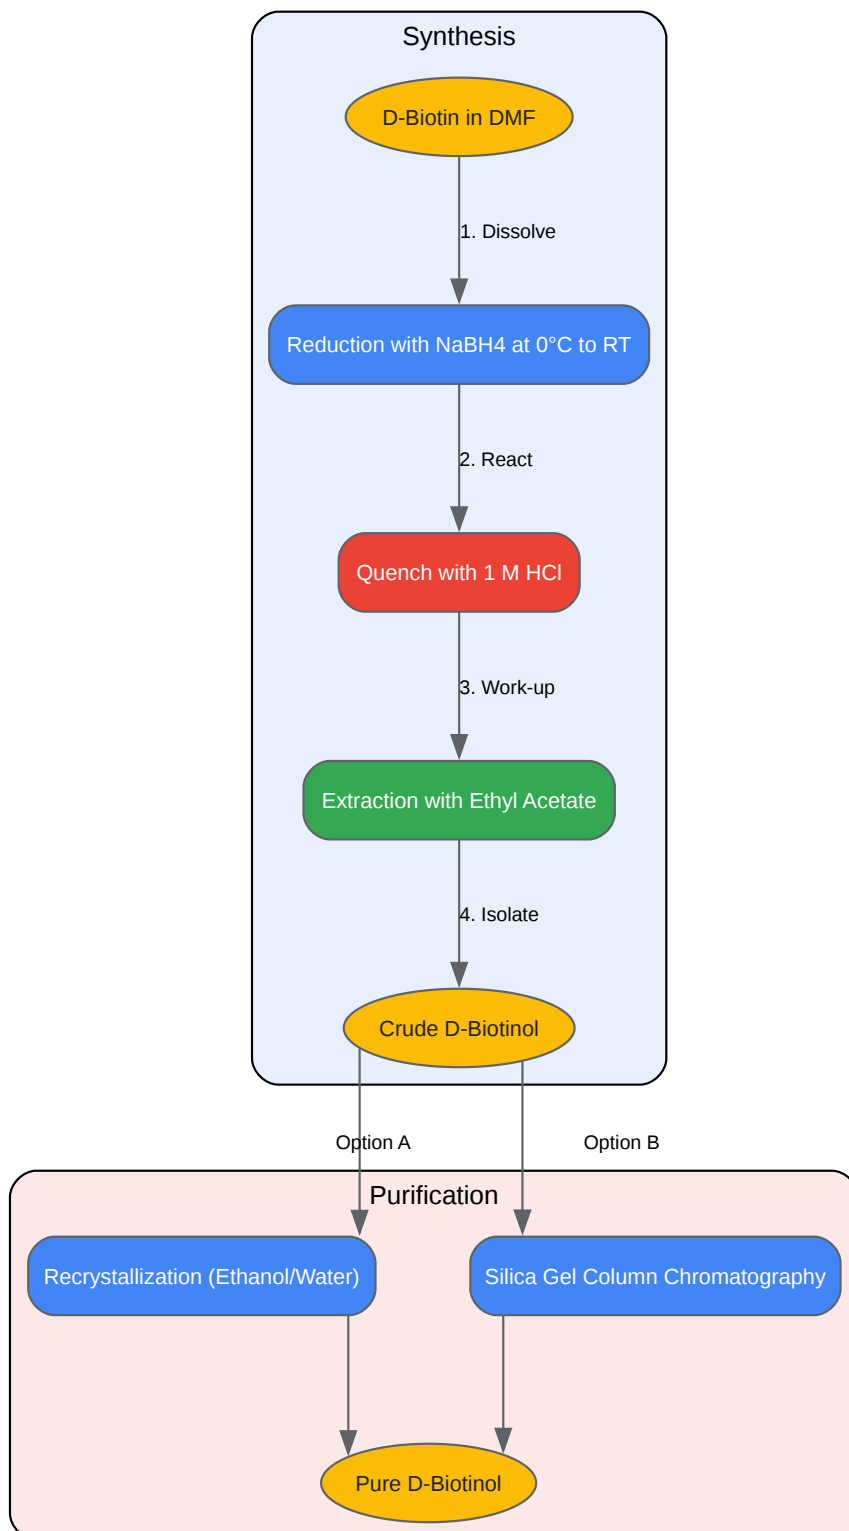 Synthesis
D-Biotin in DMF
1. Dissolve
Reduction with NaBH4 at 0°C to RT
2. React
Quench with 1 M HCl
3. Work-up
Extraction with Ethyl Acetate
4. Isolate
Crude D-Biotinol
Option A
Option B
Purification
Recrystallization (Ethanol/Water)
Silica Gel Column Chromatography
Pure D-Biotinol